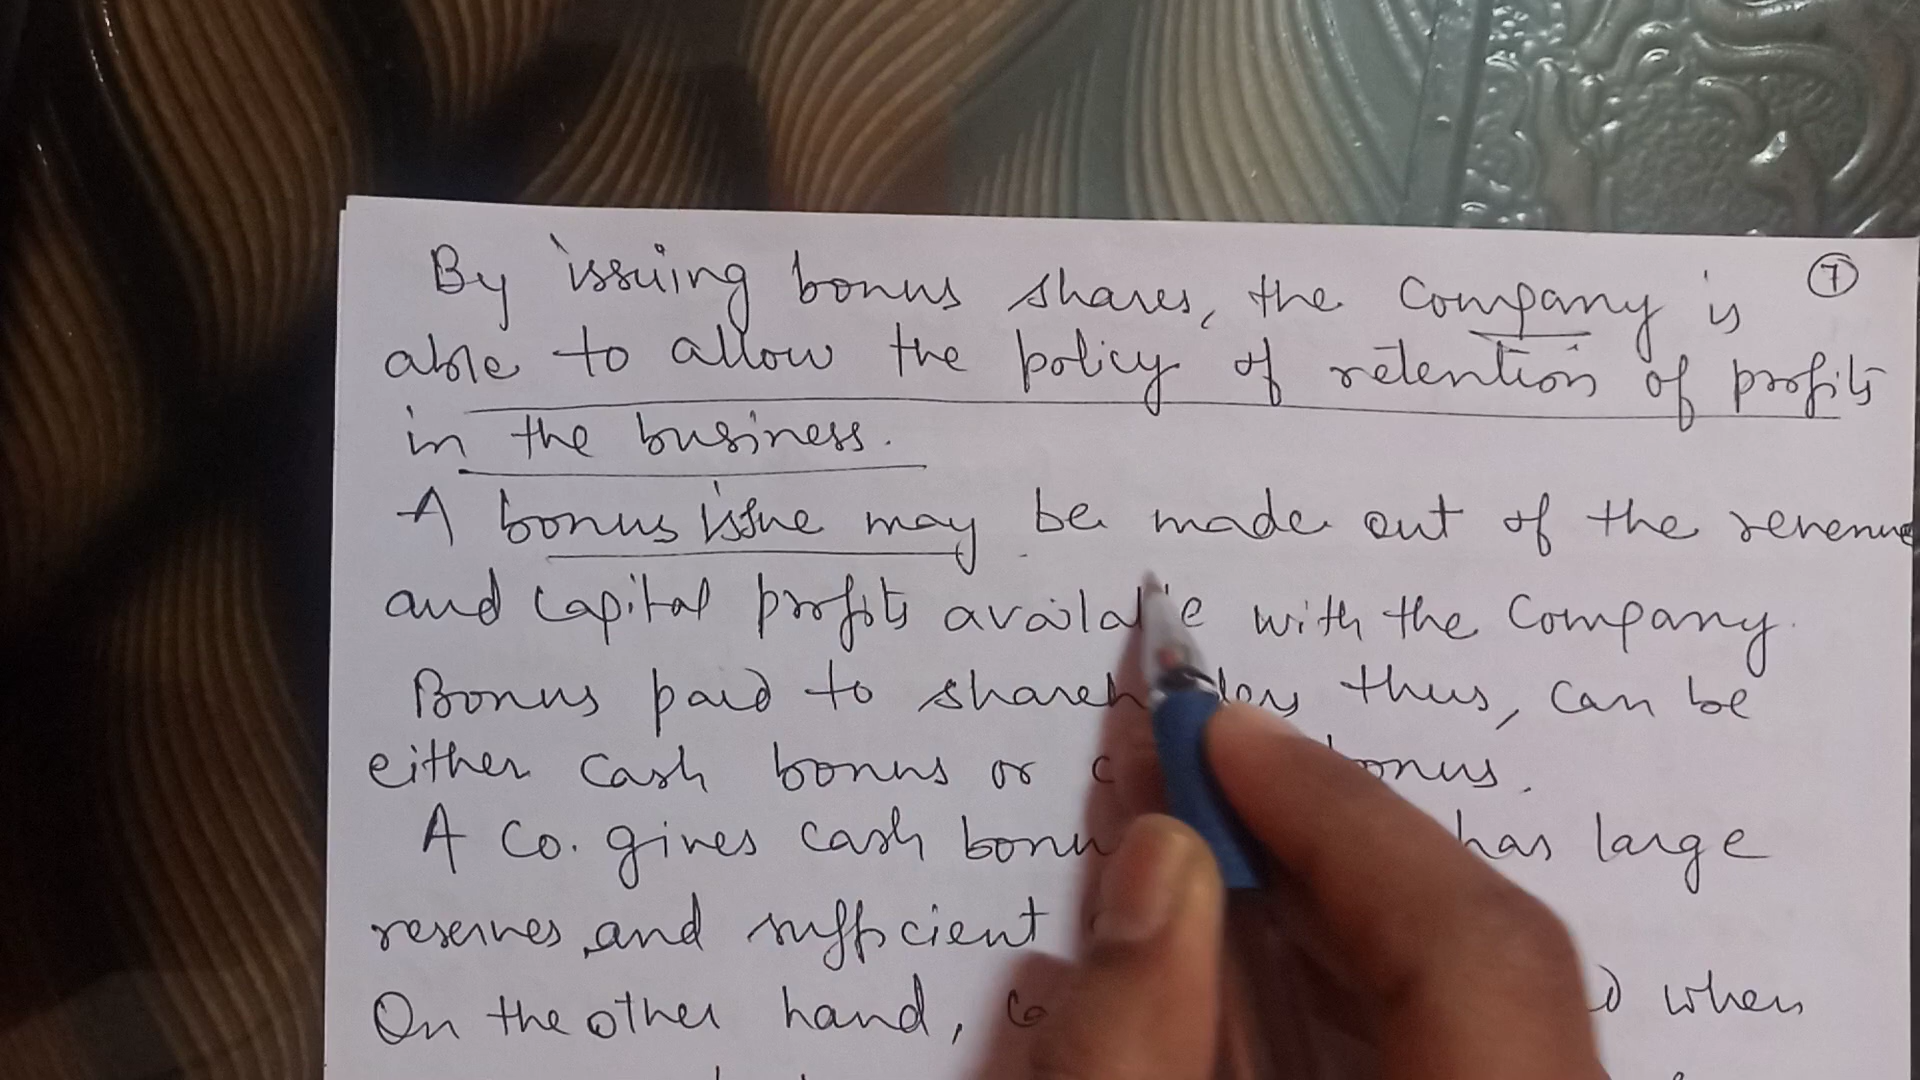 By issuing bonus shares, the Company is ⑦
able to allow the policy of retention of profits
in the business.
A bonus issue may be made out of the revenue
and capital profits available with the Company.
Bonus paid to shareholders thus, can be
either cash bonus or bonus.
A Co. gives cash has large
reserves, and sufficient
On the other hand, when